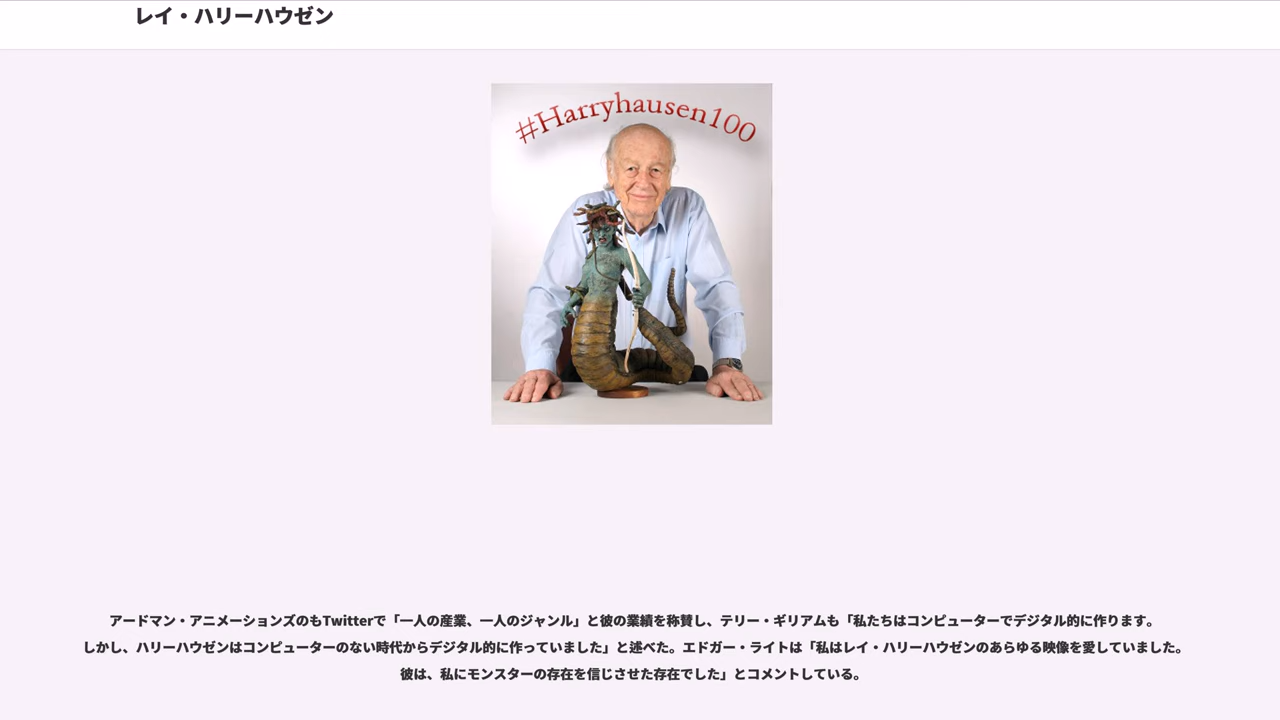 レイ・ハリーハウゼン
#Harryhausen100
アードマン・アニメーションズのもTwitterで「一人の産業、一人のジャンル」と彼の業績を称賛し、テリー・ギリアムも「私たちはコンピューターでデジタル的に作ります。
しかし、ハリーハウゼンはコンピューターのない時代からデジタル的に作っていました」と述べた。エドガー・ライトは「私はレイ・ハリーハウゼンのあらゆる映像を愛していました。
彼は、私にモンスターの存在を信じさせた存在でした」とコメントしている。